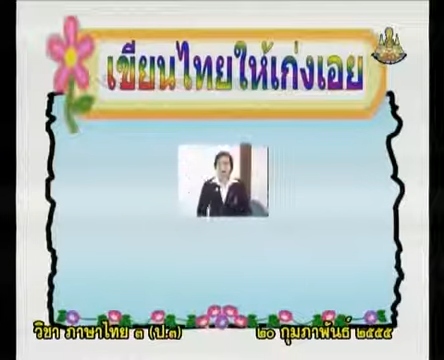 เขียนไทยให้เก่งเอย
วิชา ภาษาไทย ๓ (ป.๓)
๒๐ กุมภาพันธ์ ๒๕๕๕